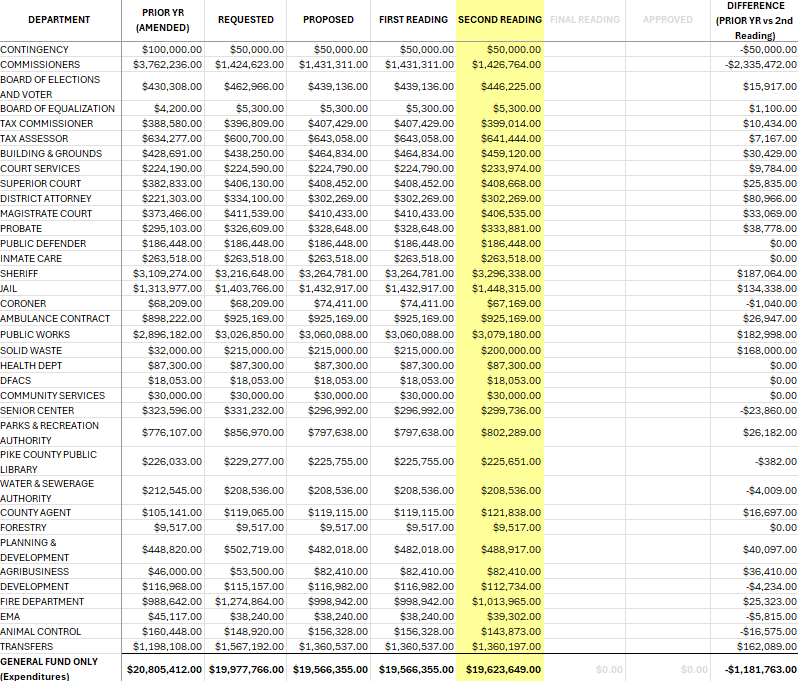 DEPARTMENT PRIOR YR (AMENDED) REQUESTED PROPOSED FIRST READING SECOND READING FINAL READING APPROVED DIFFERENCE (PRIOR YR vs 2nd Reading)
CONTINGENCY $100,000.00 $50,000.00 $50,000.00 $50,000.00 $50,000.00 -$50,000.00
COMMISSIONERS $3,762,236.00 $1,424,623.00 $1,431,311.00 $1,431,311.00 $1,426,764.00 -$2,335,472.00
BOARD OF ELECTIONS AND VOTER $430,308.00 $462,966.00 $439,136.00 $439,136.00 $446,225.00 $15,917.00
BOARD OF EQUALIZATION $4,200.00 $5,300.00 $5,300.00 $5,300.00 $5,300.00 $1,100.00
TAX COMMISSIONER $388,580.00 $396,809.00 $407,429.00 $407,429.00 $399,014.00 $10,434.00
TAX ASSESSOR $634,277.00 $600,700.00 $643,058.00 $643,058.00 $641,444.00 $7,167.00
BUILDING & GROUNDS $428,691.00 $438,250.00 $464,834.00 $464,834.00 $459,120.00 $30,429.00
COURT SERVICES $224,190.00 $224,590.00 $224,790.00 $224,790.00 $233,974.00 $9,784.00
SUPERIOR COURT $382,833.00 $406,130.00 $408,452.00 $408,452.00 $408,668.00 $25,835.00
DISTRICT ATTORNEY $221,303.00 $334,100.00 $302,269.00 $302,269.00 $302,269.00 $80,966.00
MAGISTRATE COURT $373,466.00 $411,539.00 $410,433.00 $410,433.00 $406,535.00 $33,069.00
PROBATE $295,103.00 $326,609.00 $328,648.00 $328,648.00 $333,881.00 $38,778.00
PUBLIC DEFENDER $186,448.00 $186,448.00 $186,448.00 $186,448.00 $186,448.00 $0.00
INMATE CARE $263,518.00 $263,518.00 $263,518.00 $263,518.00 $263,518.00 $0.00
SHERIFF $3,109,274.00 $3,216,648.00 $3,264,781.00 $3,264,781.00 $3,296,338.00 $187,064.00
JAIL $1,313,977.00 $1,403,766.00 $1,432,917.00 $1,432,917.00 $1,448,315.00 $134,338.00
CORONER $68,209.00 $68,209.00 $74,411.00 $74,411.00 $67,169.00 -$1,040.00
AMBULANCE CONTRACT $898,222.00 $925,169.00 $925,169.00 $925,169.00 $925,169.00 $26,947.00
PUBLIC WORKS $2,896,182.00 $3,026,850.00 $3,060,088.00 $3,060,088.00 $3,079,180.00 $182,998.00
SOLID WASTE $32,000.00 $215,000.00 $215,000.00 $215,000.00 $200,000.00 $168,000.00
HEALTH DEPT $87,300.00 $87,300.00 $87,300.00 $87,300.00 $87,300.00 $0.00
DFACS $18,053.00 $18,053.00 $18,053.00 $18,053.00 $18,053.00 $0.00
COMMUNITY SERVICES $30,000.00 $30,000.00 $30,000.00 $30,000.00 $30,000.00 $0.00
SENIOR CENTER $323,596.00 $331,232.00 $296,992.00 $296,992.00 $299,736.00 -$23,860.00
PARKS & RECREATION AUTHORITY $776,107.00 $856,970.00 $797,638.00 $797,638.00 $802,289.00 $26,182.00
PIKE COUNTY PUBLIC LIBRARY $226,033.00 $229,277.00 $225,755.00 $225,755.00 $225,651.00 -$382.00
WATER & SEWERAGE AUTHORITY $212,545.00 $208,536.00 $208,536.00 $208,536.00 $208,536.00 -$4,009.00
COUNTY AGENT $105,141.00 $119,065.00 $119,115.00 $119,115.00 $121,838.00 $16,697.00
FORESTRY $9,517.00 $9,517.00 $9,517.00 $9,517.00 $9,517.00 $0.00
PLANNING & DEVELOPMENT $448,820.00 $502,719.00 $482,018.00 $482,018.00 $488,917.00 $40,097.00
AGRIBUSINESS $46,000.00 $53,500.00 $82,410.00 $82,410.00 $82,410.00 $36,410.00
DEVELOPMENT $116,968.00 $115,157.00 $116,982.00 $116,982.00 $112,734.00 -$4,234.00
FIRE DEPARTMENT $988,642.00 $1,274,864.00 $998,942.00 $998,942.00 $1,013,965.00 $25,323.00
EMA $45,117.00 $38,240.00 $38,240.00 $38,240.00 $39,302.00 -$5,815.00
ANIMAL CONTROL $160,448.00 $148,920.00 $156,328.00 $156,328.00 $143,873.00 -$16,575.00
TRANSFERS $1,198,108.00 $1,567,192.00 $1,360,537.00 $1,360,537.00 $1,360,197.00 $162,089.00
GENERAL FUND ONLY (Expenditures) $20,805,412.00 $19,977,766.00 $19,566,355.00 $19,566,355.00 $19,623,649.00 $0.00 $0.00 -$1,181,763.00